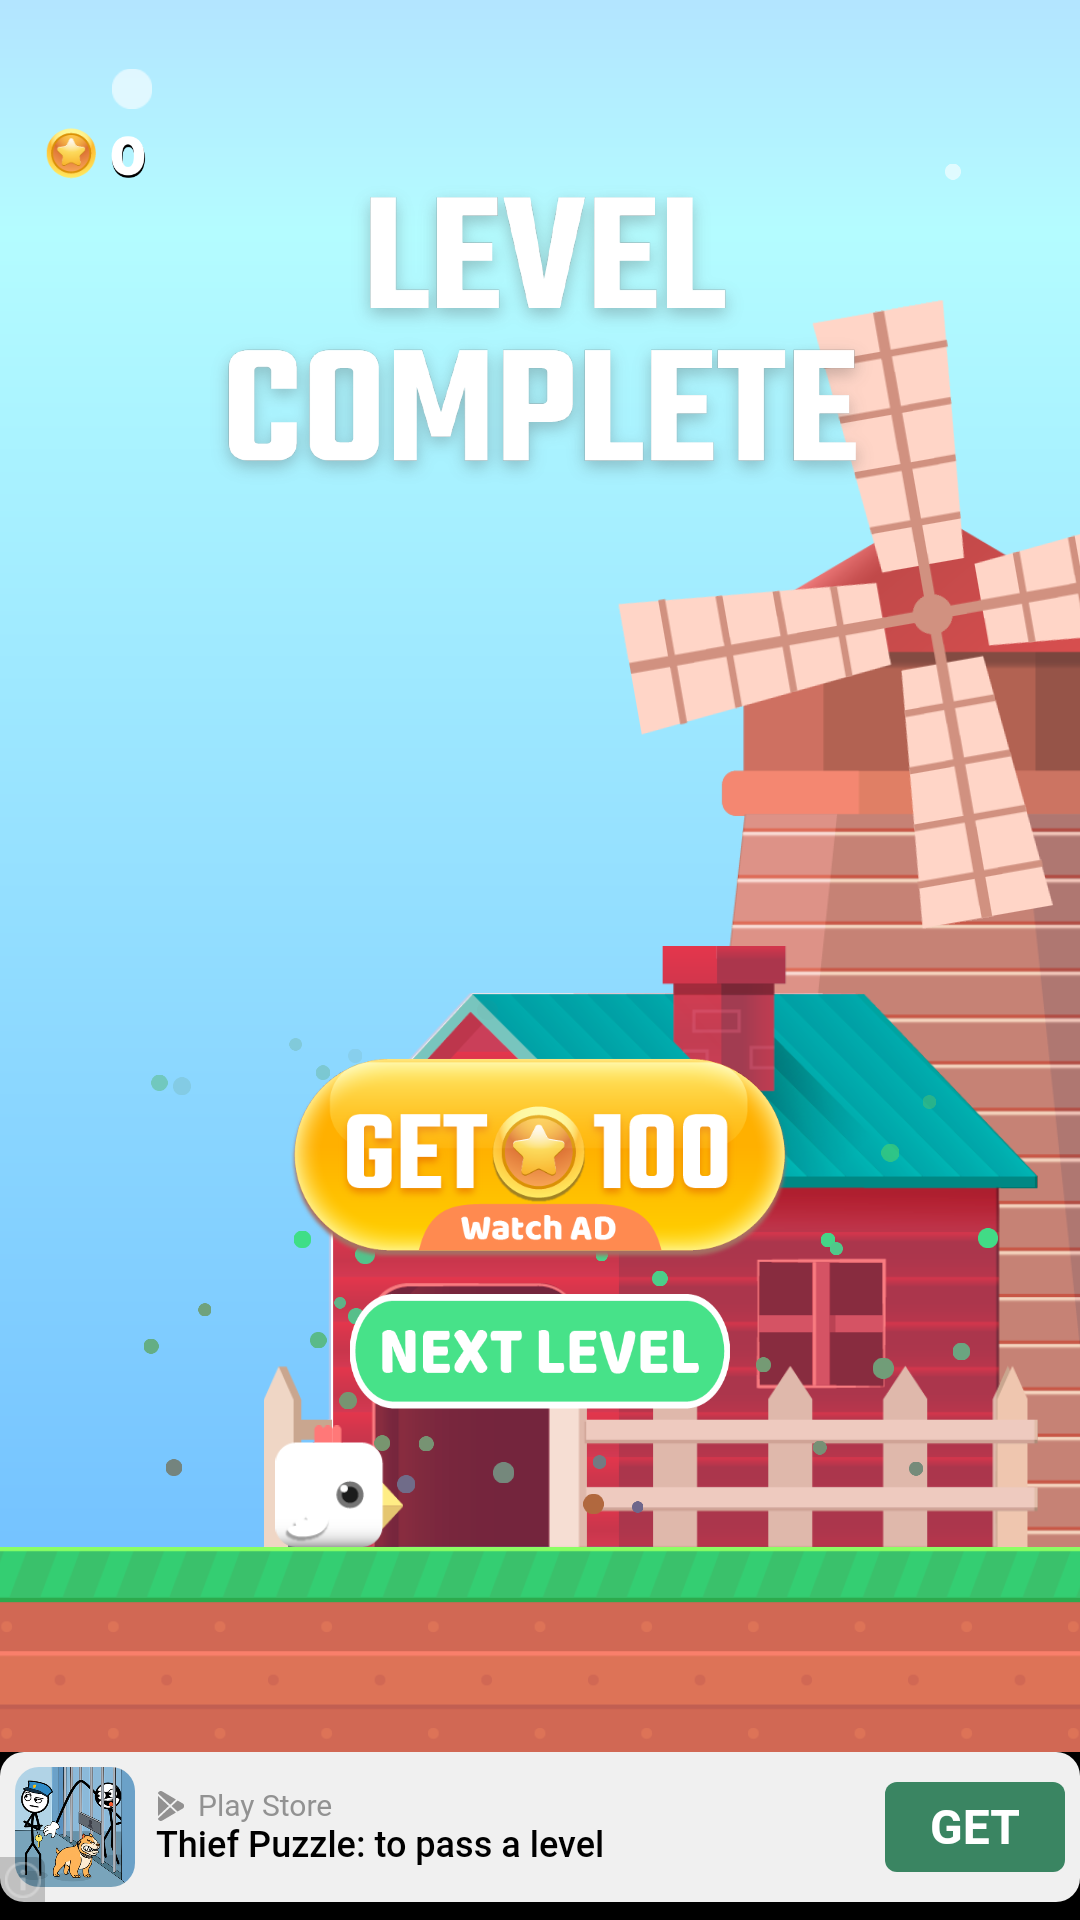 0
LEVEL
COMPLETE
GET 100
Watch AD
NEXT LEVEL
Play Store
Thief Puzzle: to pass a level
GET